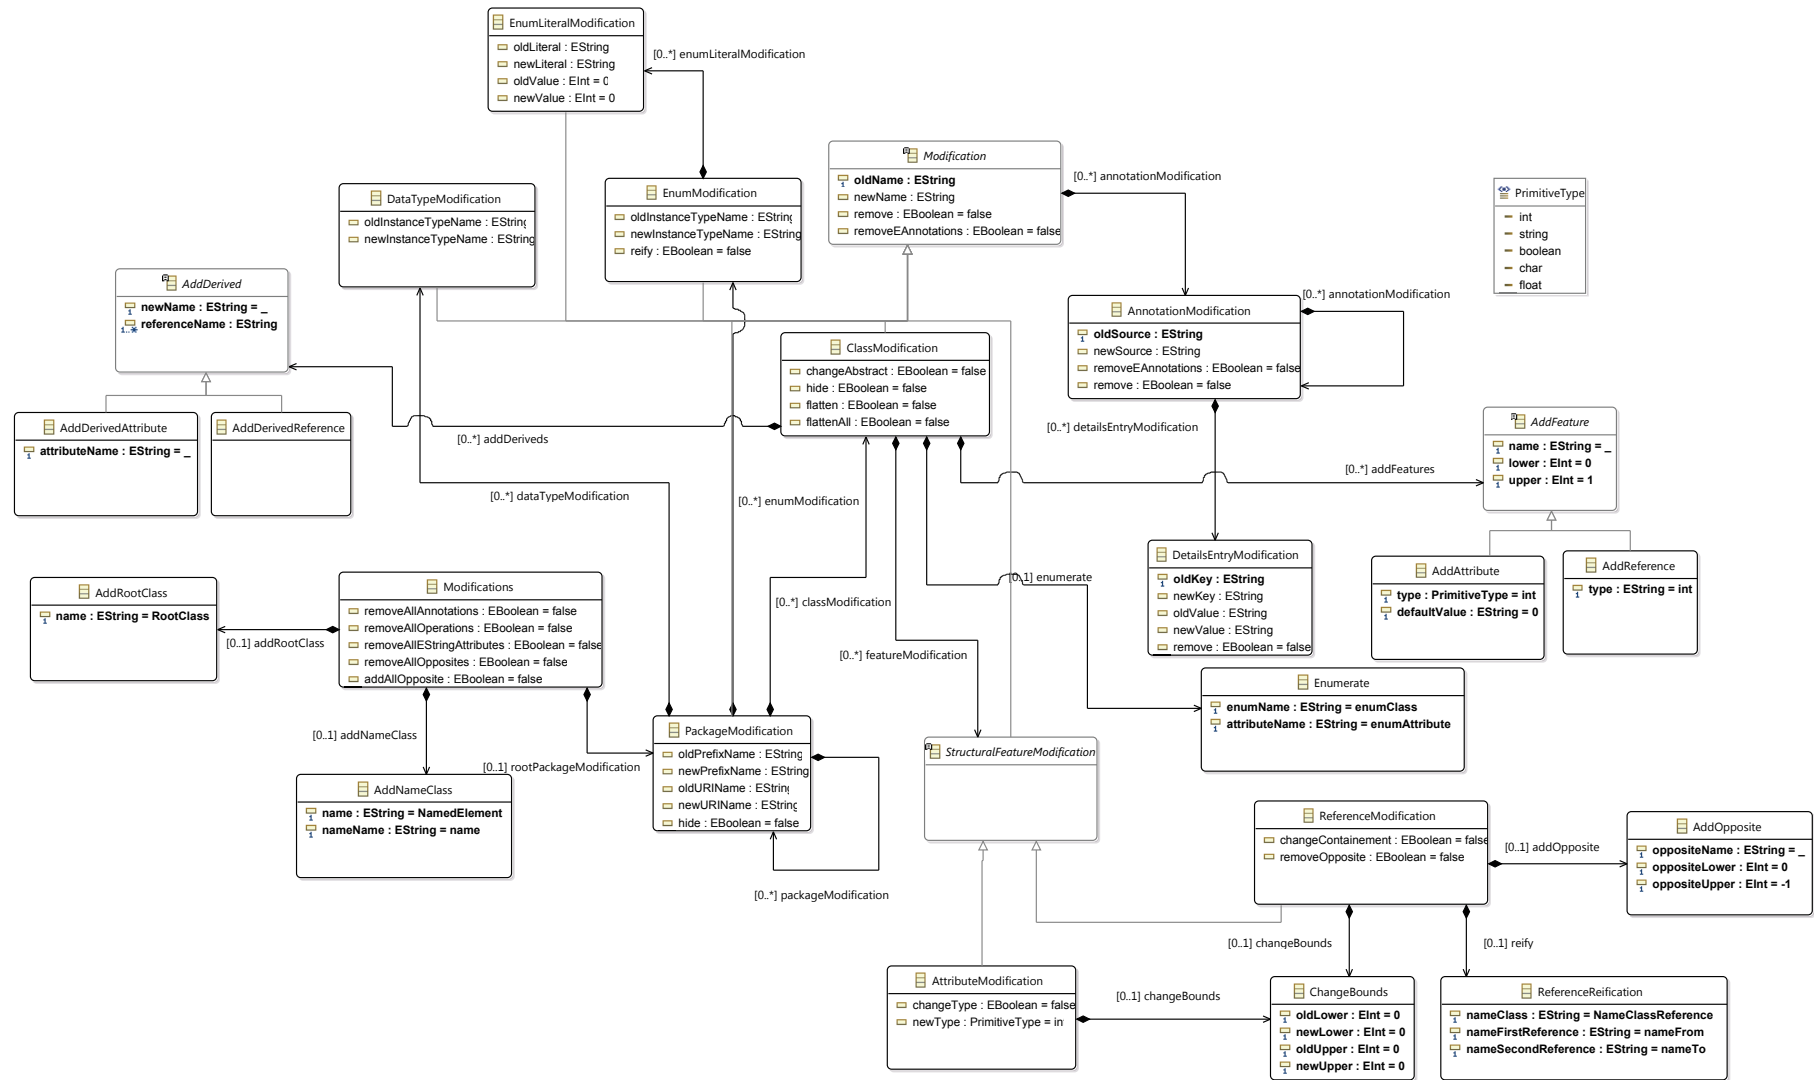 EnumLiteralModification
oldLiteral : EString
newLiteral : EString
oldValue : EInt = 0
newValue : EInt = 0
[0..*] enumLiteralModification
Modification
oldName : EString
newName : EString
remove : EBoolean = false
removeEAnnotations : EBoolean = false
[0..*] annotationModification
DataTypeModification
oldInstanceTypeName : EString
newInstanceTypeName : EString
EnumModification
oldInstanceTypeName : EString
newInstanceTypeName : EString
reify : EBoolean = false
PrimitiveType
int
string
boolean
char
float
AddDerived
1 newName : EString = _
1..* referenceName : EString
AnnotationModification
oldSource : EString
newSource : EString
removeEAnnotations : EBoolean = false
remove : EBoolean = false
[0..*] annotationModification
ClassModification
changeAbstract : EBoolean = false
hide : EBoolean = false
flatten : EBoolean = false
flattenAll : EBoolean = false
AddDerivedAttribute
attributeName : EString = _
AddDerivedReference
[0..*] addDeriveds
[0..*] detailsEntryModification
AddFeature
name : EString = _
lower : EInt = 0
upper : EInt = 1
[0..*] addFeatures
[0..*] dataTypeModification
[0..*] enumModification
DetailsEntryModification
oldKey : EString
newKey : EString
oldValue : EString
newValue : EString
remove : EBoolean = false
AddAttribute
type : PrimitiveType = int
defaultValue : EString = 0
AddReference
type : EString = int
[0..1] enumerate
AddRootClass
name : EString = RootClass
[0..1] addRootClass
Modifications
removeAllAnnotations : EBoolean = false
removeAllOperations : EBoolean = false
removeAllEStringAttributes : EBoolean = false
removeAllOpposites : EBoolean = false
addAllOpposite : EBoolean = false
[0..*] classModification
[0..*] featureModification
Enumerate
enumName : EString = enumClass
attributeName : EString = enumAttribute
[0..1] addNameClass
[0..1] rootPackageModification
PackageModification
oldPrefixName : EString
newPrefixName : EString
oldURIName : EString
newURIName : EString
hide : EBoolean = false
[0..*] packageModification
StructuralFeatureModification
AddNameClass
name : EString = NamedElement
nameName : EString = name
ReferenceModification
changeContainement : EBoolean = false
removeOpposite : EBoolean = false
[0..1] addOpposite
AddOpposite
oppositeName : EString = _
oppositeLower : EInt = 0
oppositeUpper : EInt = -1
[0..1] changeBounds
[0..1] reify
AttributeModification
changeType : EBoolean = false
newType : PrimitiveType = in
[0..1] changeBounds
ChangeBounds
oldLower : EInt = 0
newLower : EInt = 0
oldUpper : EInt = 0
newUpper : EInt = 0
ReferenceReification
nameClass : EString = NameClassReference
nameFirstReference : EString = nameFrom
nameSecondReference : EString = nameTo